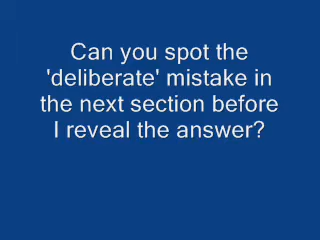 Can you spot the
'deliberate' mistake in
the next section before
I reveal the answer?